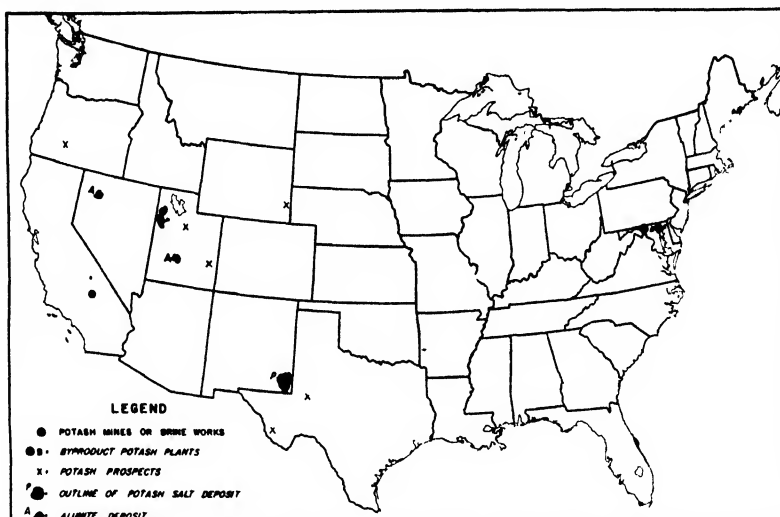 A
A
P
LEGEND
POTASH MINES OR BRINE WORKS
B - BYPRODUCT POTASH PLANTS
X - POTASH PROSPECTS
P - OUTLINE OF POTASH SALT DEPOSIT
A - ALUNITE DEPOSIT